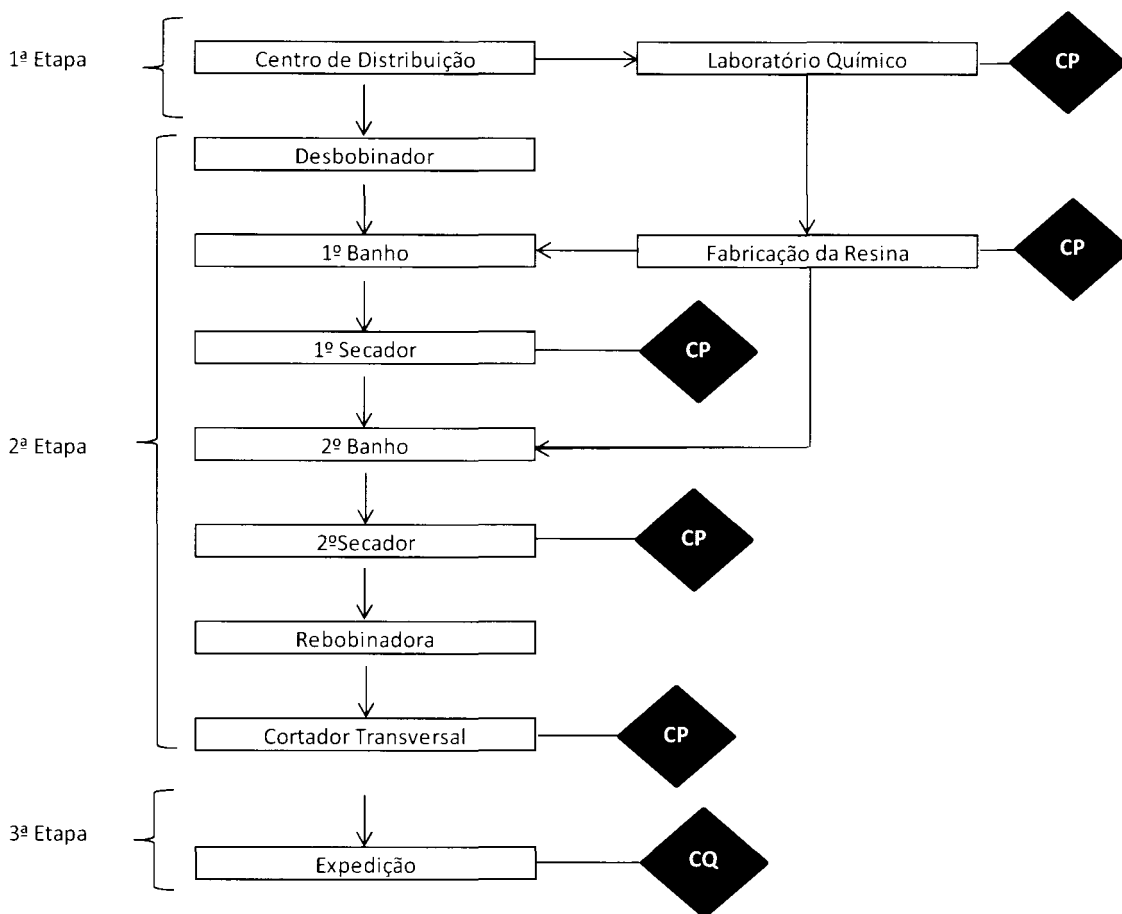 1ª Etapa
Centro de Distribuição
Laboratório Químico
CP
Desbobinador
1º Banho
Fabricação da Resina
CP
1º Secador
CP
2ª Etapa
2º Banho
2ºSecador
CP
Rebobinadora
Cortador Transversal
CP
3ª Etapa
Expedição
CQ